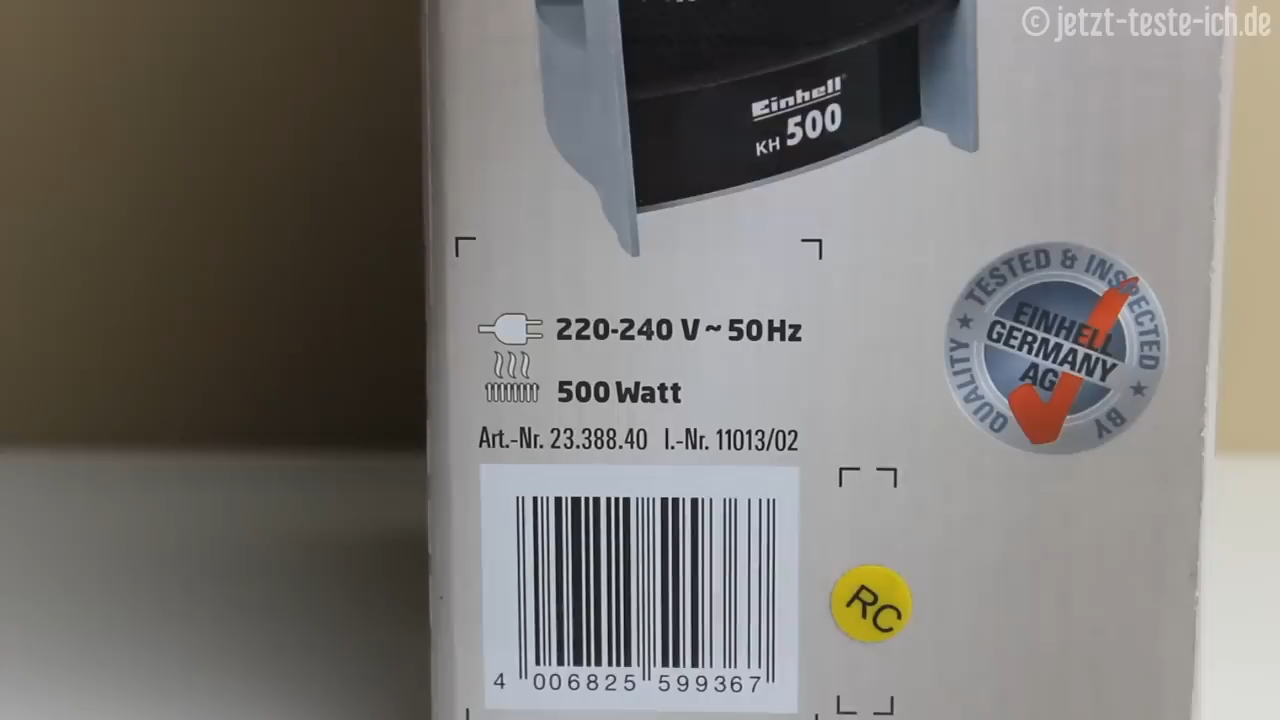 © jetzt-teste-ich.de
Einhell
KH 500
220-240 V ~ 50 Hz
500 Watt
Art.-Nr. 23.388.40 I.-Nr. 11013/02
4 006825 599367
QUALITY ★ TESTED & INSPECTED ★ BY
EINHELL
GERMANY
AG
RC